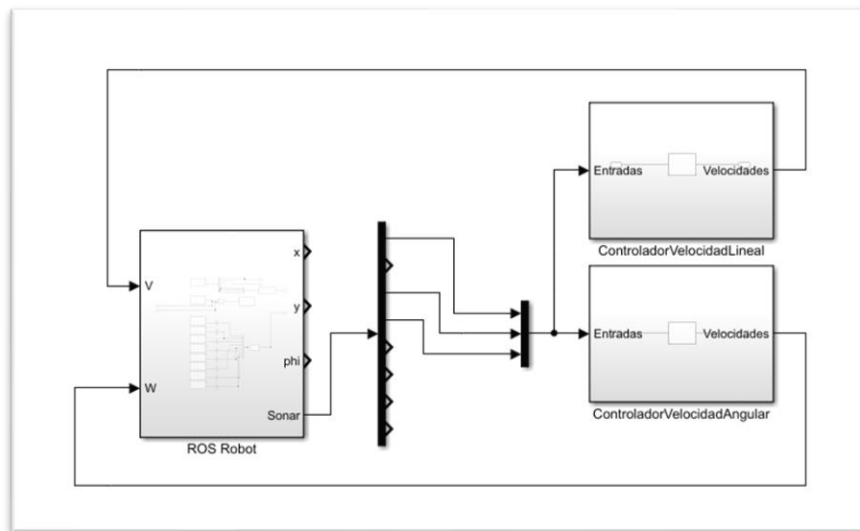 Entradas
Velocidades
ControladorVelocidadLineal
x
V
y
Entradas
Velocidades
phi
W
Sonar
ControladorVelocidadAngular
ROS Robot